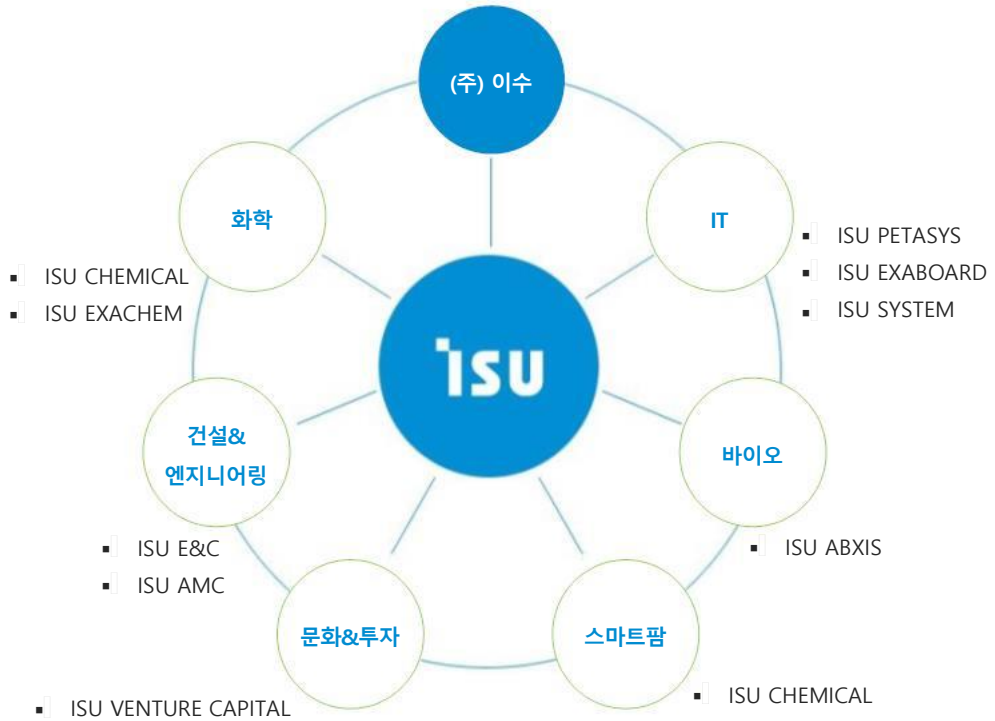 (주) 이수
화학
IT
▪ ISU PETASYS
▪ ISU EXABOARD
▪ ISU SYSTEM
▪ ISU CHEMICAL
▪ ISU EXACHEM
ISU
건설&
엔지니어링
바이오
▪ ISU E&C
▪ ISU AMC
▪ ISU ABXIS
문화&투자
스마트팜
▪ ISU VENTURE CAPITAL
▪ ISU CHEMICAL